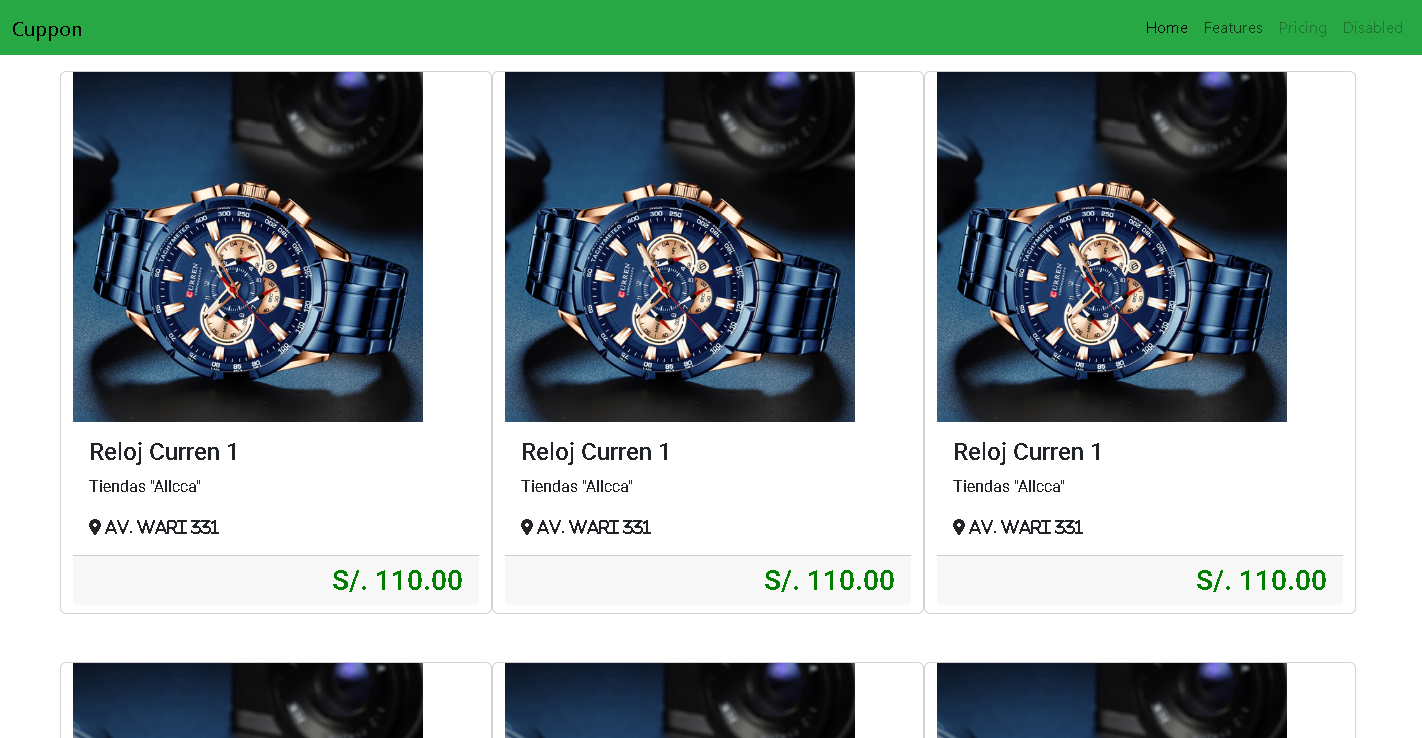 Cuppon
Home Features Pricing Disabled
Reloj Curren 1
Tiendas "Allcca"
AV. WARI 331
S/. 110.00
Reloj Curren 1
Tiendas "Allcca"
AV. WARI 331
S/. 110.00
Reloj Curren 1
Tiendas "Allcca"
AV. WARI 331
S/. 110.00